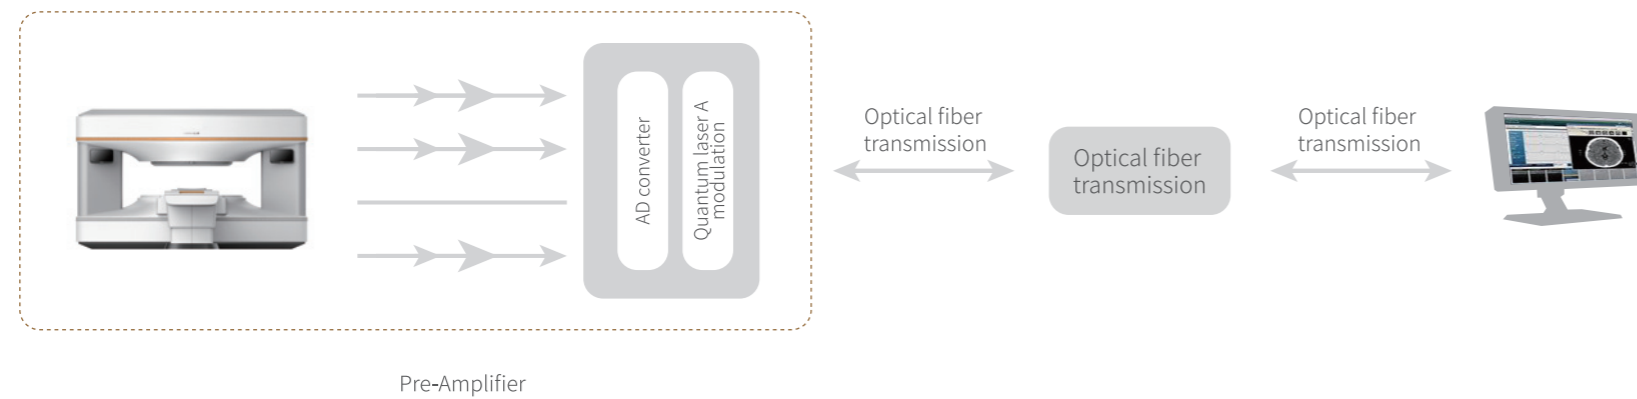 AD converter
Quantum laser A
modulation
Optical fiber
transmission
Optical fiber
transmission
Optical fiber
transmission
Pre-Amplifier